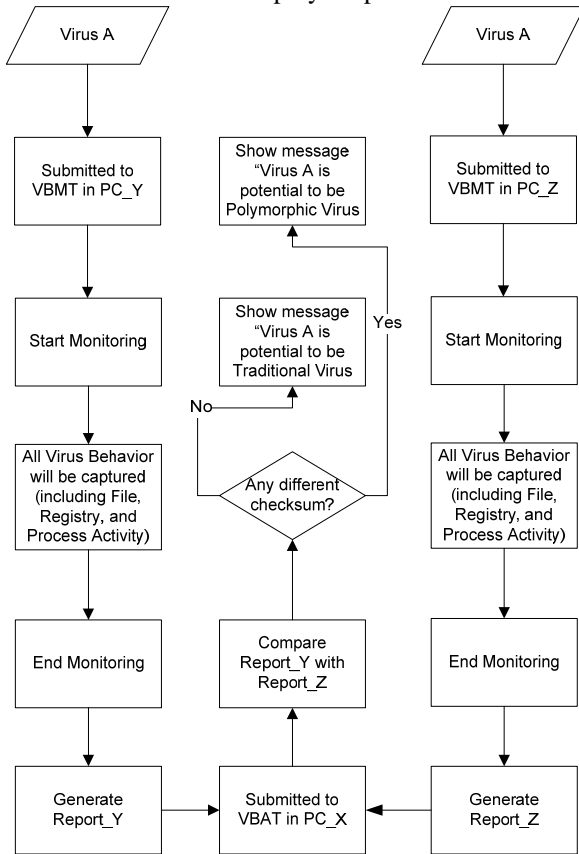 Virus A
Submitted to
VBMT in PC_Y
Start Monitoring
All Virus Behavior
will be captured
(including File,
Registry, and
Process Activity)
End Monitoring
Generate
Report_Y
Show message
“Virus A is
potential to be
Polymorphic Virus
Show message
“Virus A is
potential to be
Traditional Virus
Yes
No
Any different
checksum?
Compare
Report_Y with
Report_Z
Submitted to
VBAT in PC_X
Virus A
Submitted to
VBMT in PC_Z
Start Monitoring
All Virus Behavior
will be captured
(including File,
Registry, and
Process Activity)
End Monitoring
Generate
Report_Z